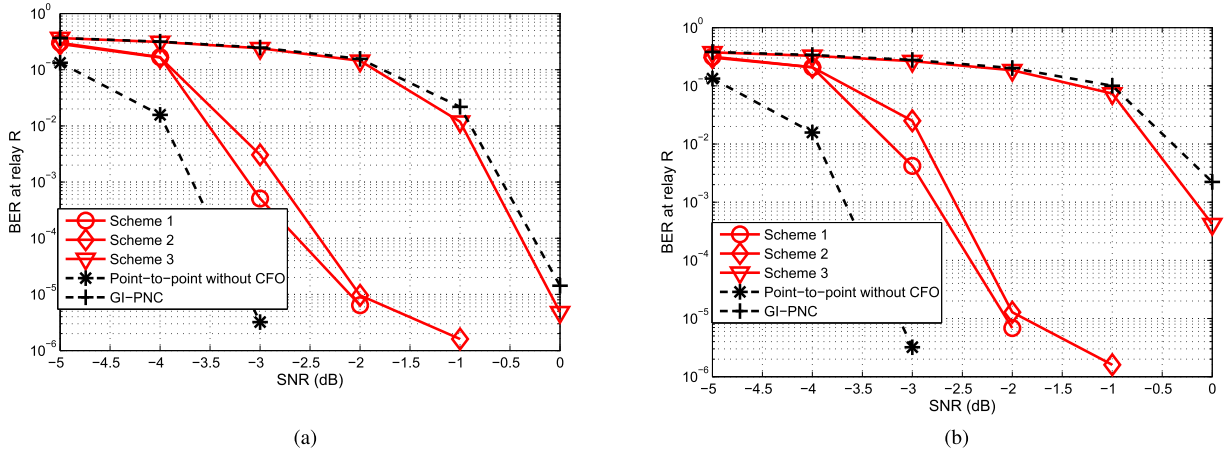 (a)
10^0
10^-1
10^-2
10^-3
10^-4
10^-5
10^-6
BER at relay R
Scheme 1
Scheme 2
Scheme 3
Point-to-point without CFO
GI-PNC
−5 −4.5 −4 −3.5 −3 −2.5 −2 −1.5 −1 −0.5 0
SNR (dB)
(a)
10^0
10^-1
10^-2
10^-3
10^-4
10^-5
10^-6
BER at relay R
Scheme 1
Scheme 2
Scheme 3
Point-to-point without CFO
GI-PNC
−5 −4.5 −4 −3.5 −3 −2.5 −2 −1.5 −1 −0.5 0
SNR (dB)
(b)